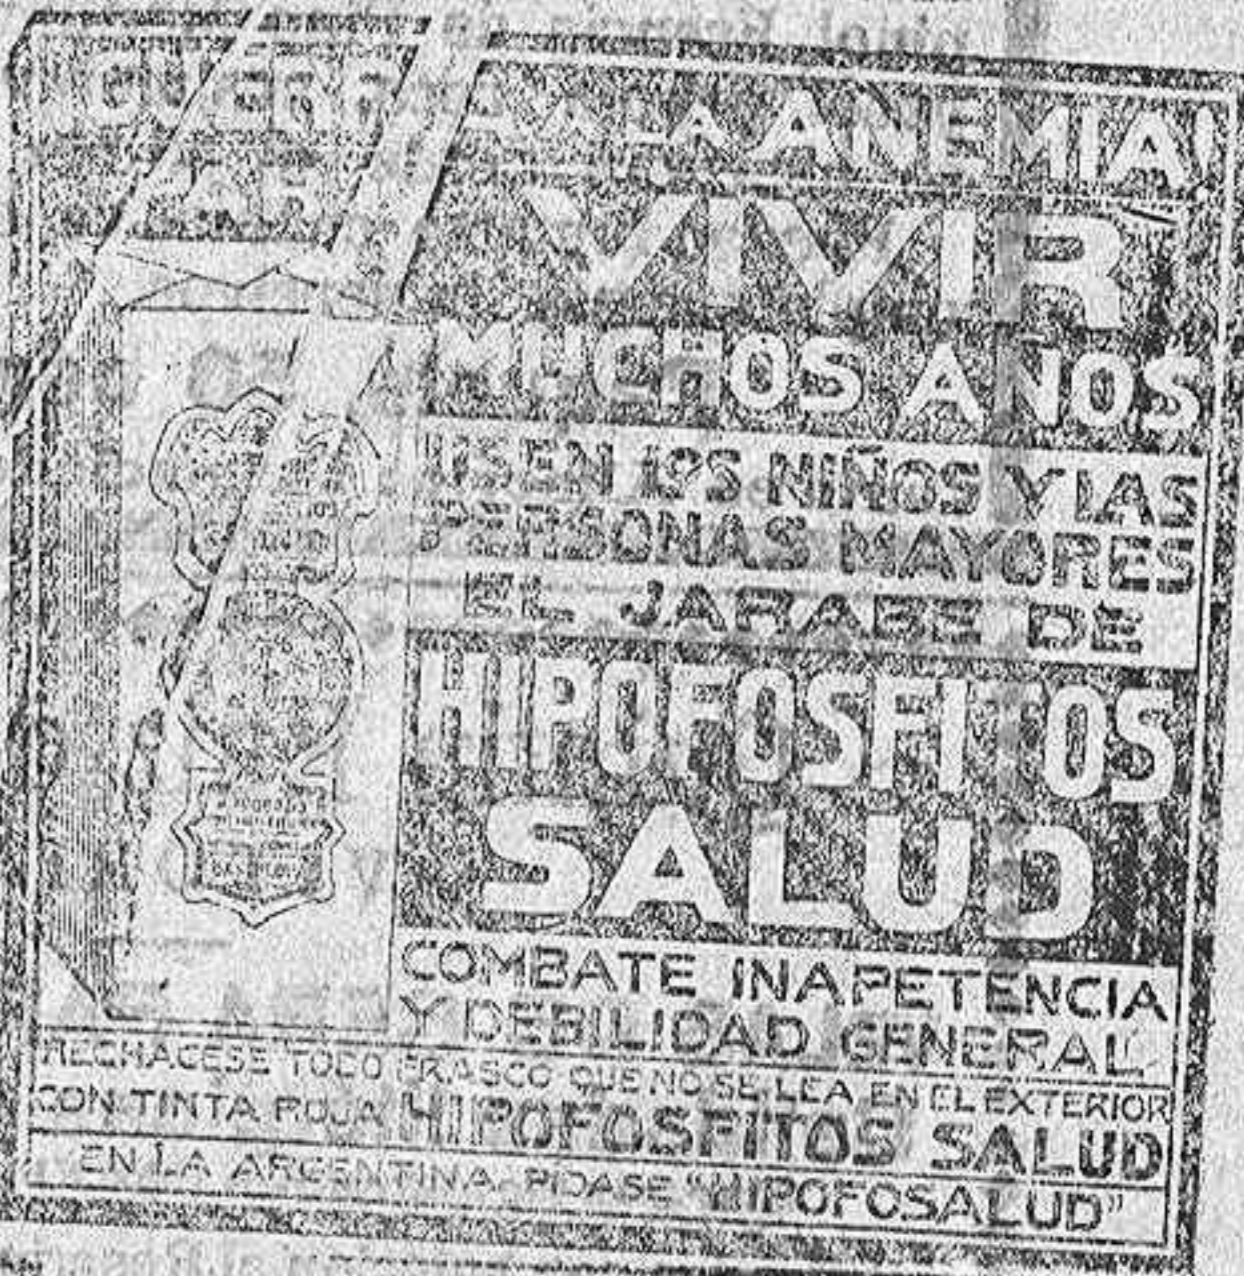 GUERRA A LA ANEMIA!
PARA VIVIR
MUCHOS AÑOS
USEN LOS NIÑOS Y LAS
PERSONAS MAYORES
EL JARABE DE
HIPOFOSFITOS
SALUD
COMBATE INAPETENCIA
Y DEBILIDAD GENERAL
RECHACESE TODO FRASCO QUE NO SE LEA EN EL EXTERIOR
CON TINTA ROJA HIPOFOSFITOS SALUD
EN LA ARGENTINA, PIDASE "HIPOFOSALUD"